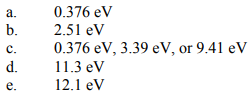 a. 0.376 eV
b. 2.51 eV
c. 0.376 eV, 3.39 eV, or 9.41 eV
d. 11.3 eV
e. 12.1 eV